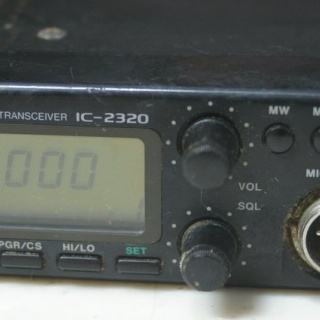 TRANSCEIVER IC-2320
MW
000
VOL
SQL
PGR/CS HI/LO SET